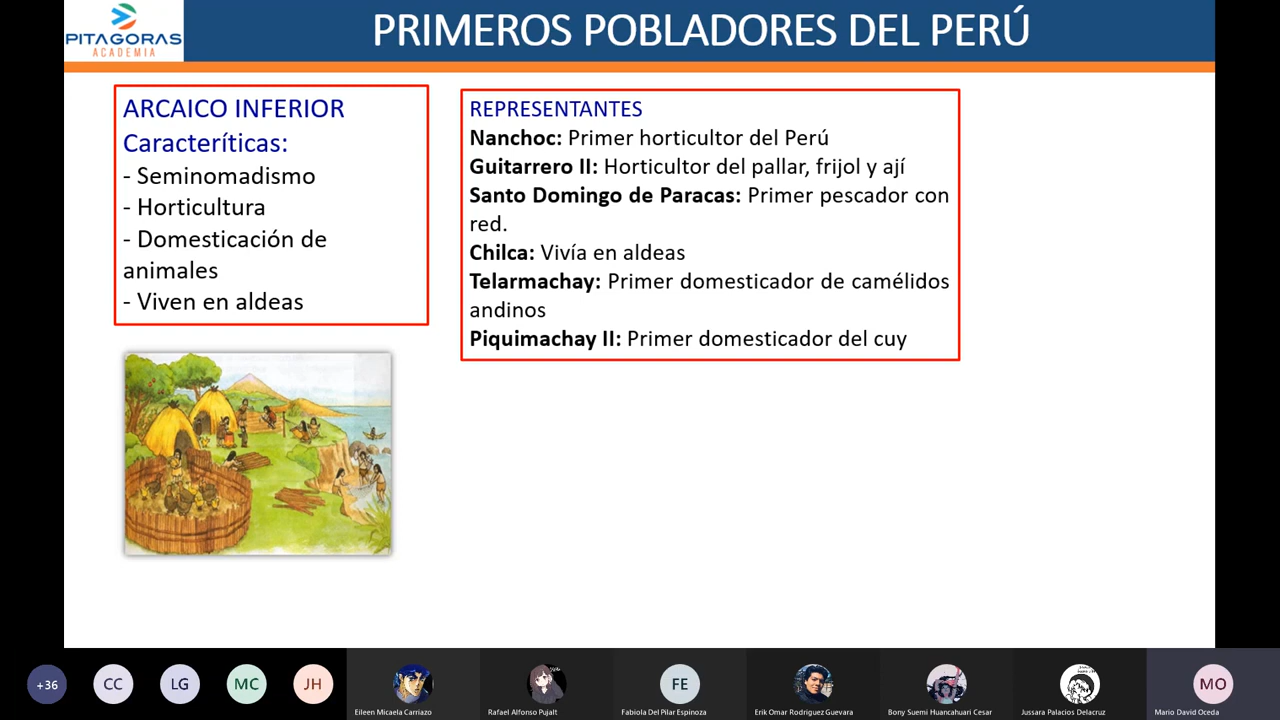 PITAGORAS
ACADEMIA
PRIMEROS POBLADORES DEL PERÚ
ARCAICO INFERIOR
Caracteríticas:
- Seminomadismo
- Horticultura
- Domesticación de
animales
- Viven en aldeas
REPRESENTANTES
Nanchoc: Primer horticultor del Perú
Guitarrero II: Horticultor del pallar, frijol y ají
Santo Domingo de Paracas: Primer pescador con
red.
Chilca: Vivía en aldeas
Telarmachay: Primer domesticador de camélidos
andinos
Piquimachay II: Primer domesticador del cuy
+36
CC
LG
MC
JH
Eileen Micaela Carriazo
Rafael Alfonso Pujalt
FE
Fabiola Del Pilar Espinoza
Erik Omar Rodriguez Guevara
Bony Suemi Huancahuari Cesar
Jussara Palacios Delacruz
MO
Mario David Oceda